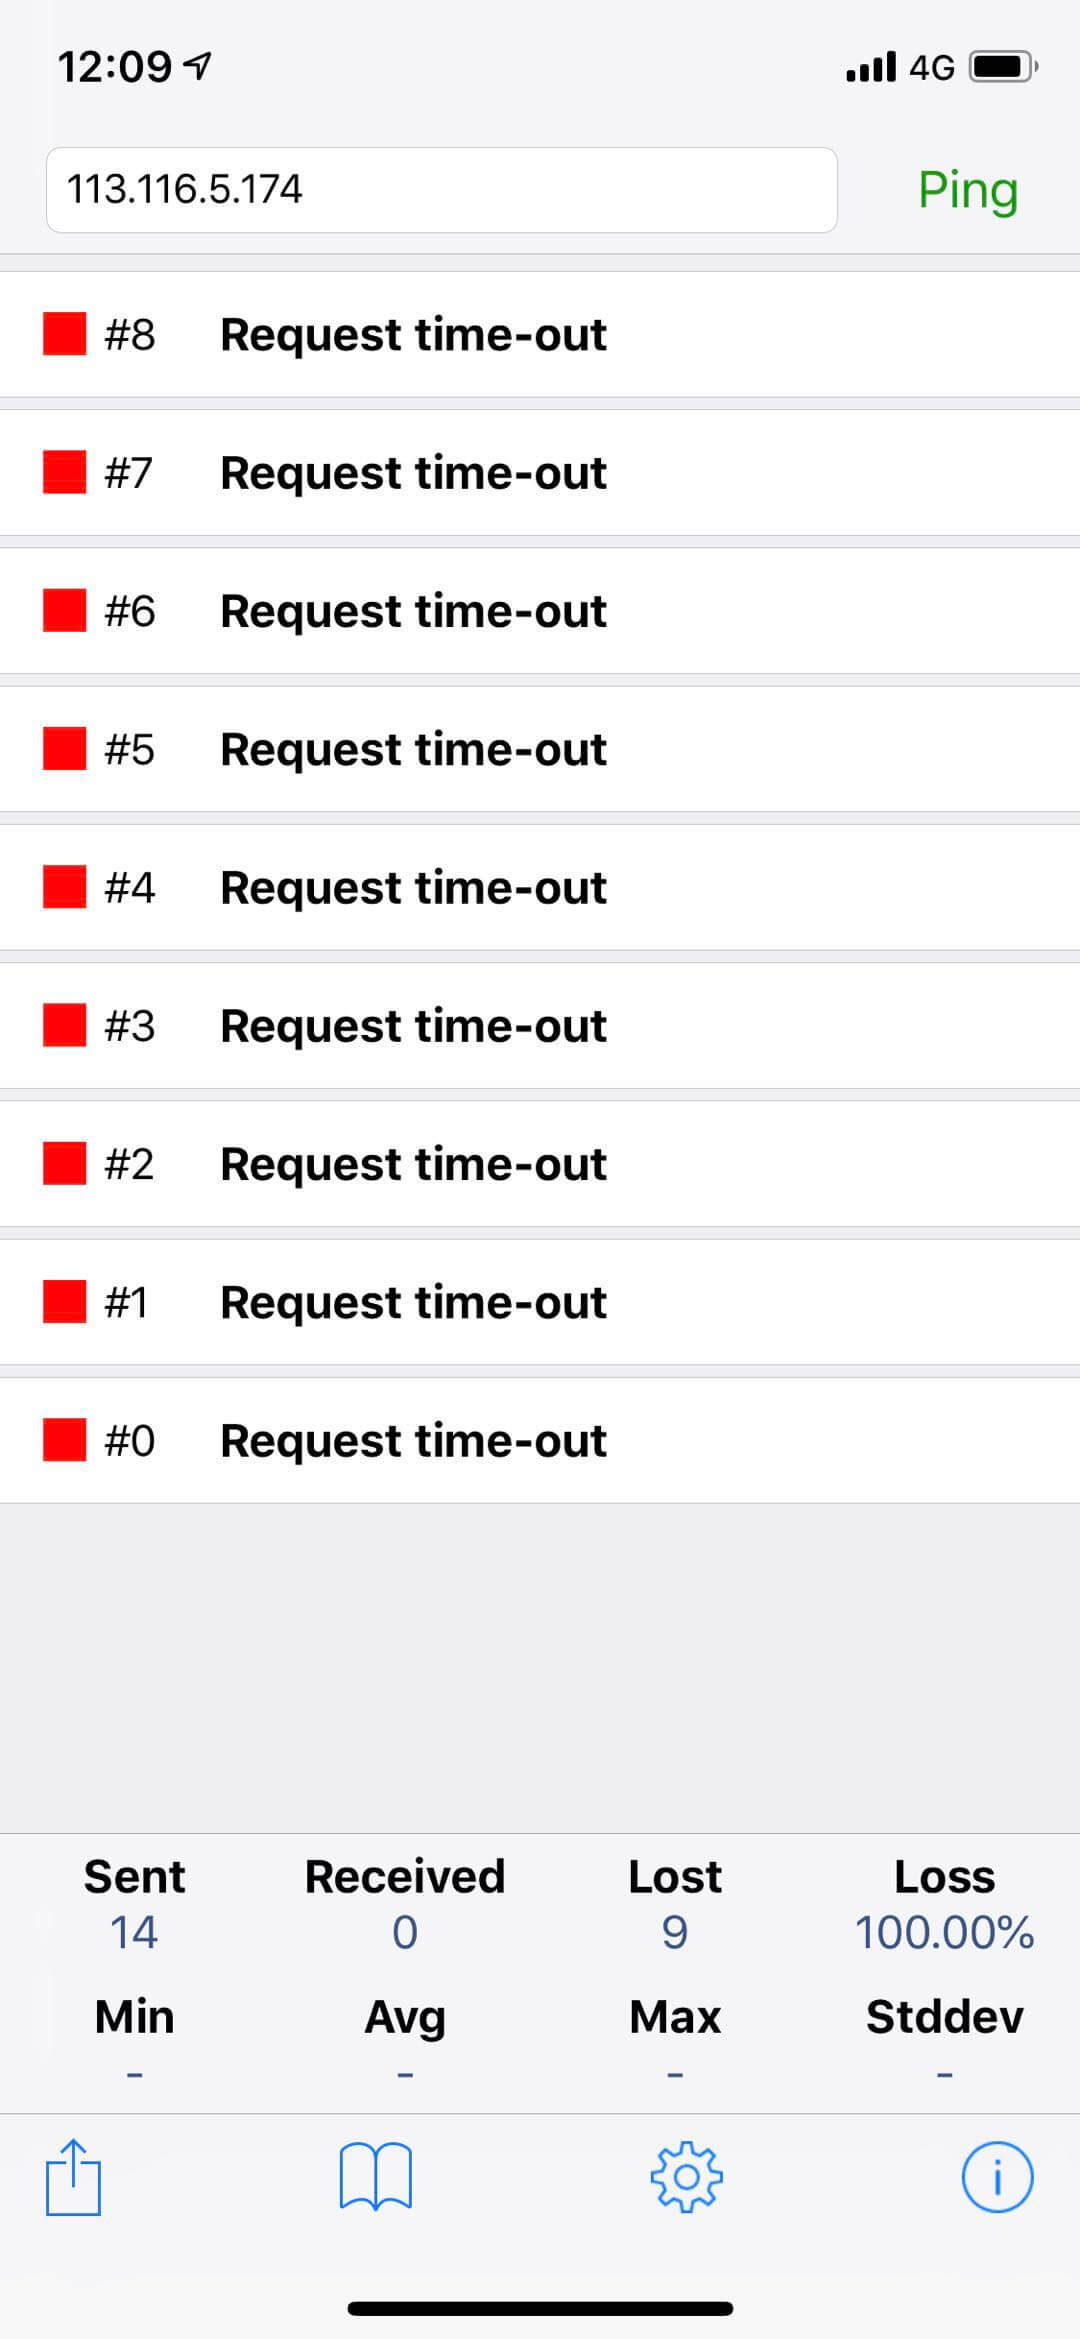 12:09 4G
113.116.5.174 Ping
#8 Request time-out
#7 Request time-out
#6 Request time-out
#5 Request time-out
#4 Request time-out
#3 Request time-out
#2 Request time-out
#1 Request time-out
#0 Request time-out
Sent Received Lost Loss
14 0 9 100.00%
Min Avg Max Stddev
- - - -